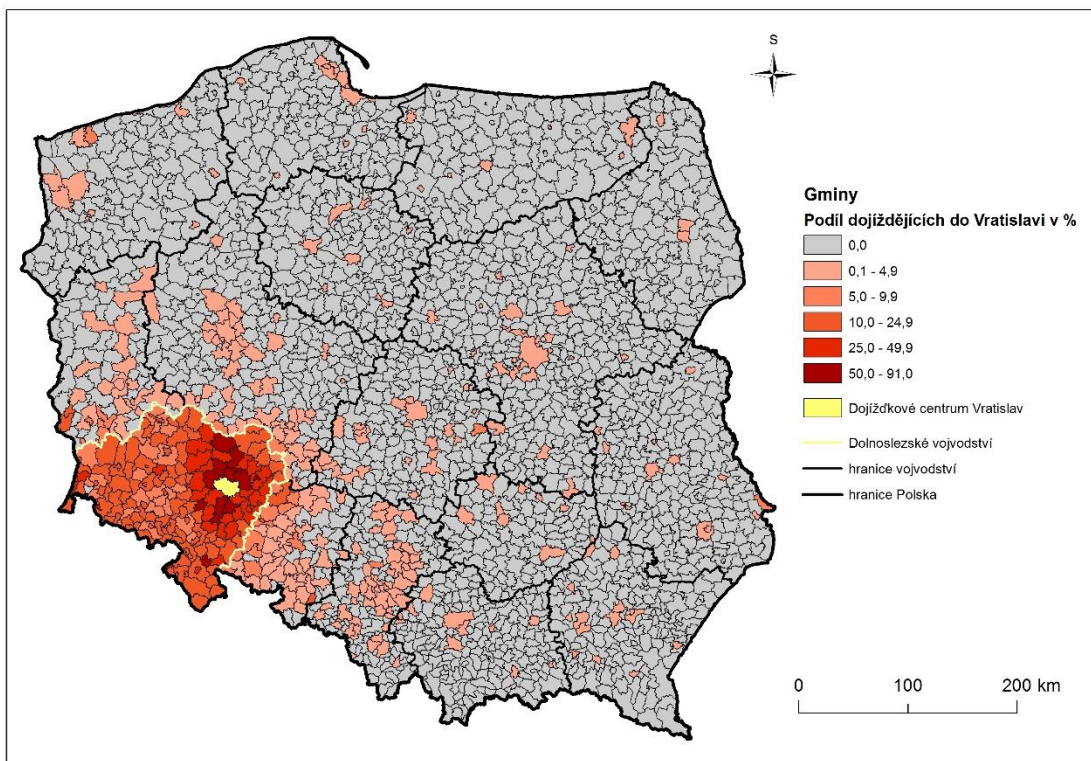 S
Gminy
Podíl dojíždějících do Vratislavi v %
0,0
0,1 - 4,9
5,0 - 9,9
10,0 - 24,9
25,0 - 49,9
50,0 - 91,0
Dojížďkové centrum Vratislav
Dolnoslezské vojvodství
hranice vojvodství
hranice Polska
0 100 200 km